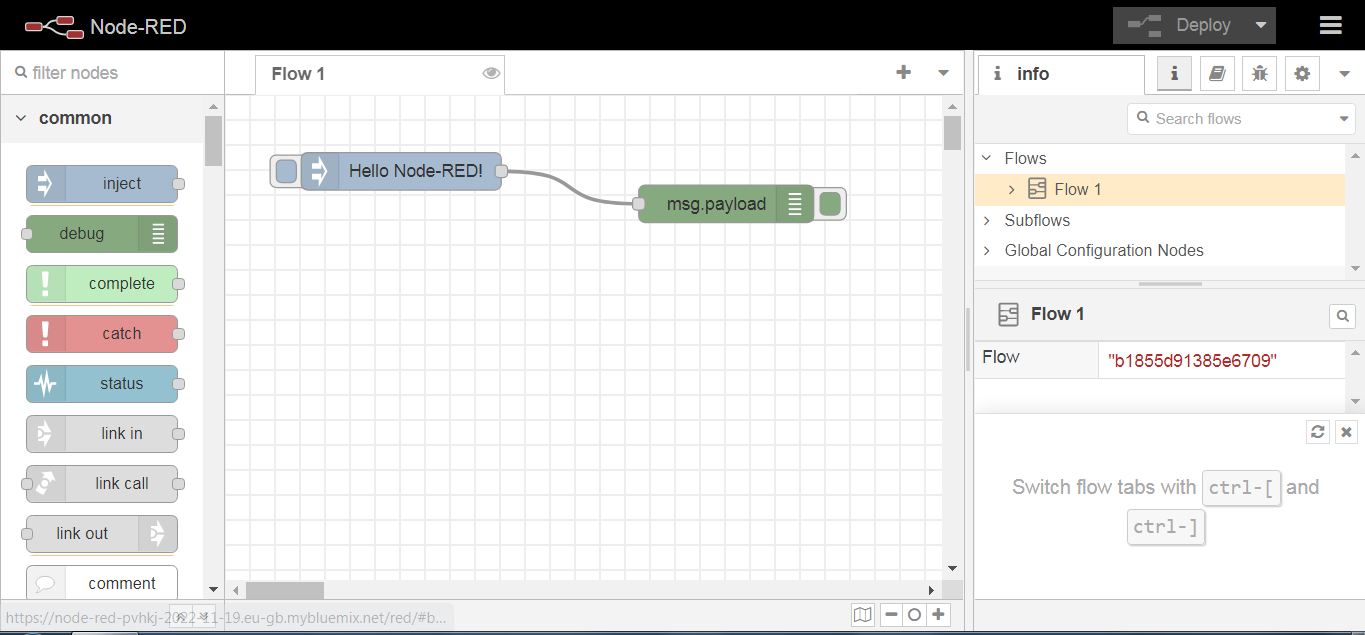 Node-RED
Deploy
filter nodes
Flow 1
info
common
Search flows
inject
debug
complete
catch
status
link in
link call
link out
comment
Hello Node-RED!
msg.payload
Flows
Flow 1
Subflows
Global Configuration Nodes
Flow 1
Flow "b1855d91385e6709"
Switch flow tabs with ctrl-[ and
ctrl-]
https://node-red-pvhkj-2022-11-19.eu-gb.mybluemix.net/red/#b...